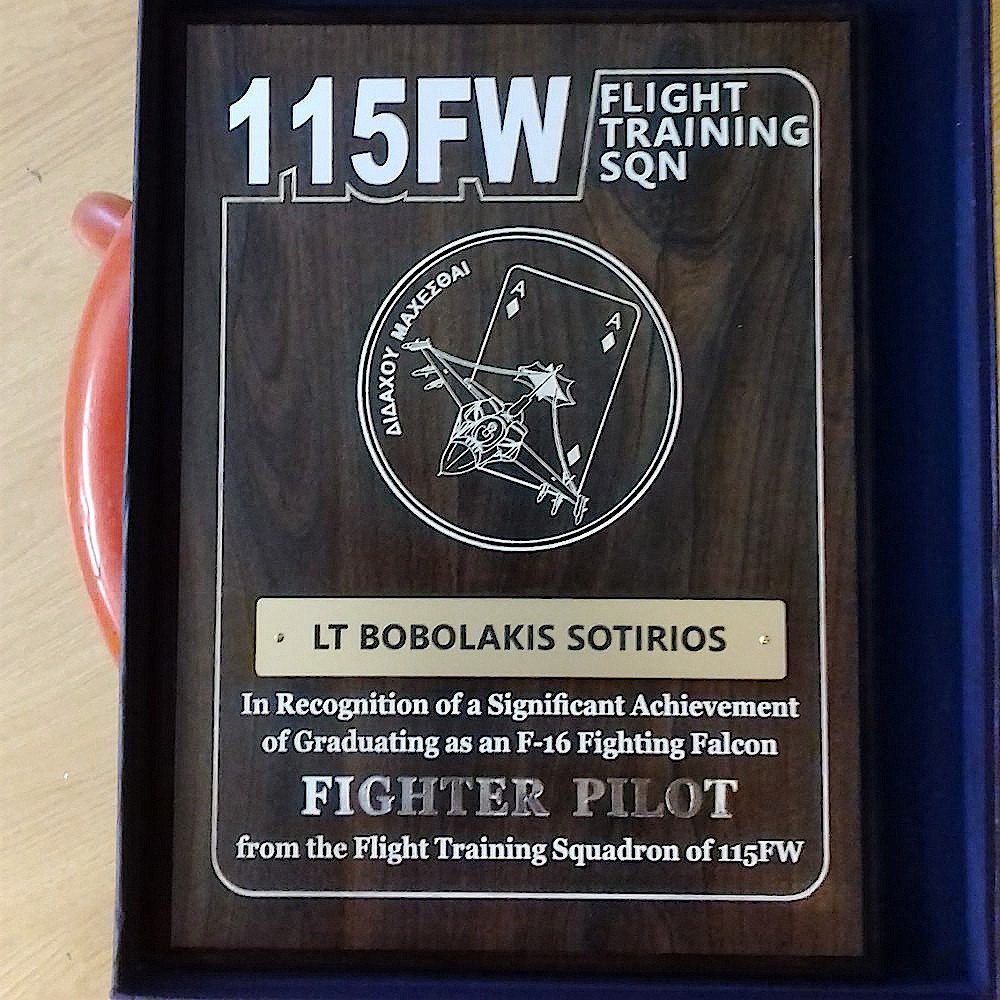 115FW
FLIGHT
TRAINING
SQN
ΔΙΔΑΧΟΥ ΜΑΧΕΣΘΑΙ
A
A
LT BOBOLAKIS SOTIRIOS
In Recognition of a Significant Achievement
of Graduating as an F-16 Fighting Falcon
FIGHTER PILOT
from the Flight Training Squadron of 115FW